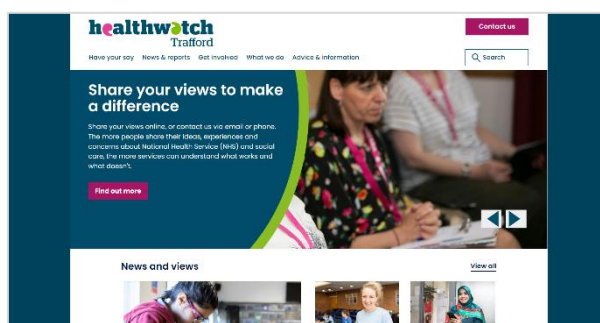 healthwatch
Trafford
Contact us
Have your say News & reports Get involved What we do Advice & information
Search
Share your views to make
a difference
Share your views online, or contact us via email or phone.
The more people share their ideas, experiences and
concerns about National Health Service (NHS) and social
care, the more services can understand what works and
what doesn't.
Find out more
News and views
View all